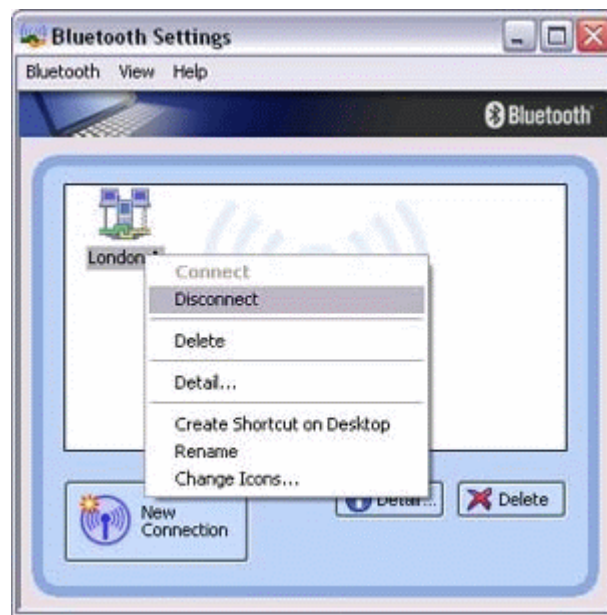 Bluetooth Settings
Bluetooth View Help
Bluetooth
London
Connect
Disconnect
Delete
Detail...
Create Shortcut on Desktop
Rename
Change Icons...
New
Connection
Detail...
Delete